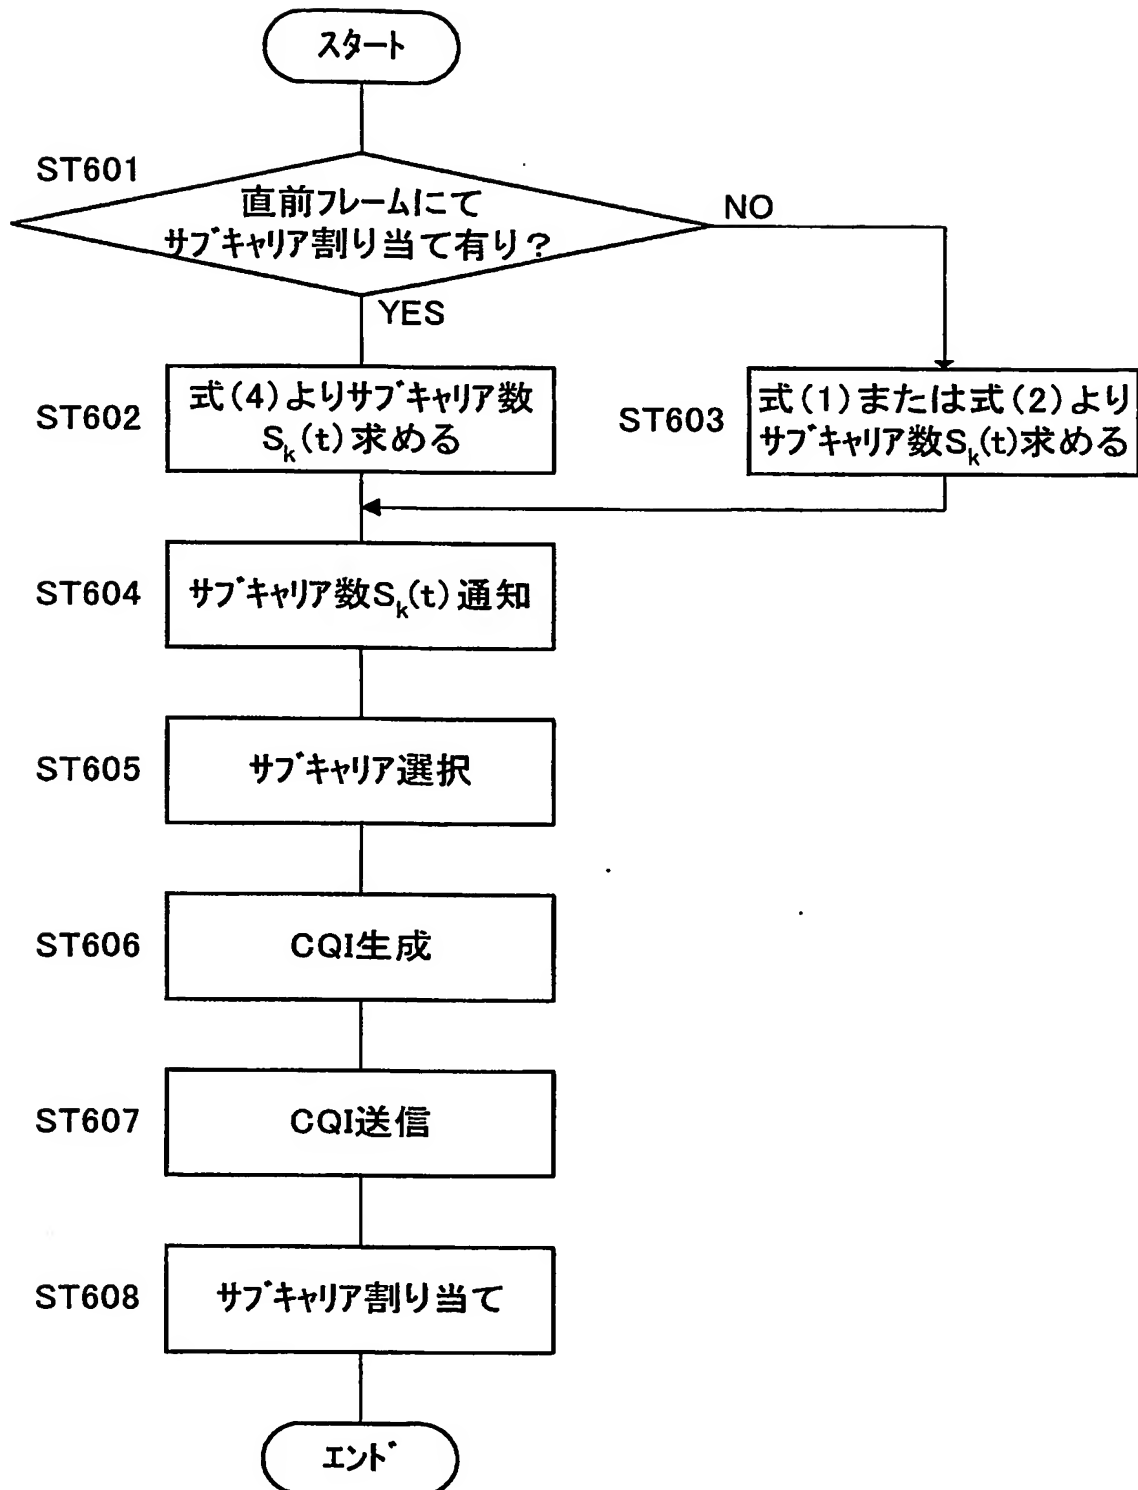 スタート
ST601
直前フレームにて
サブキャリア割り当て有り？
NO
YES
ST602
式(4)よりサブキャリア数
Sk(t)求める
ST603
式(1)または式(2)より
サブキャリア数Sk(t)求める
ST604
サブキャリア数Sk(t)通知
ST605
サブキャリア選択
ST606
CQI生成
ST607
CQI送信
ST608
サブキャリア割り当て
エンド